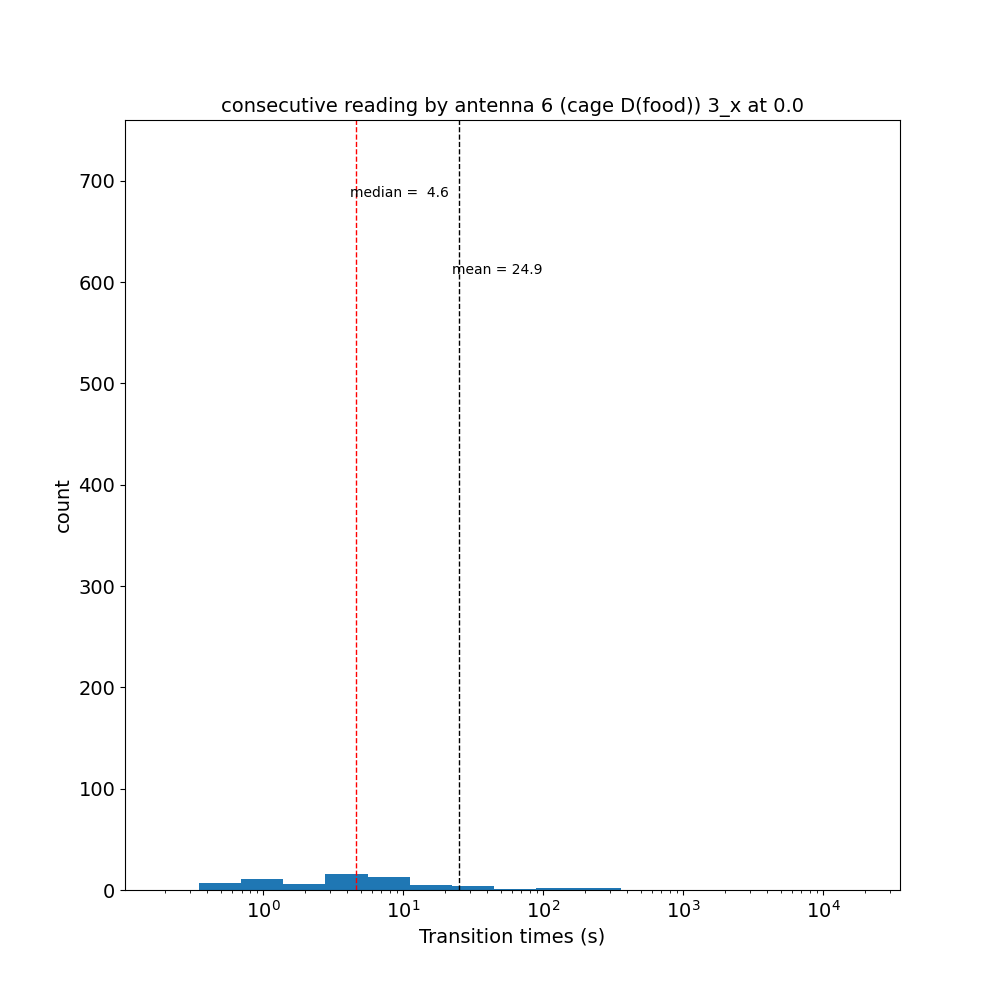 consecutive reading by antenna 6 (cage D(food)) 3_x at 0.0
700
median =  4.6
mean = 24.9
600
500
400
count
300
200
100
0
10⁰ 10¹ 10² 10³ 10⁴
Transition times (s)